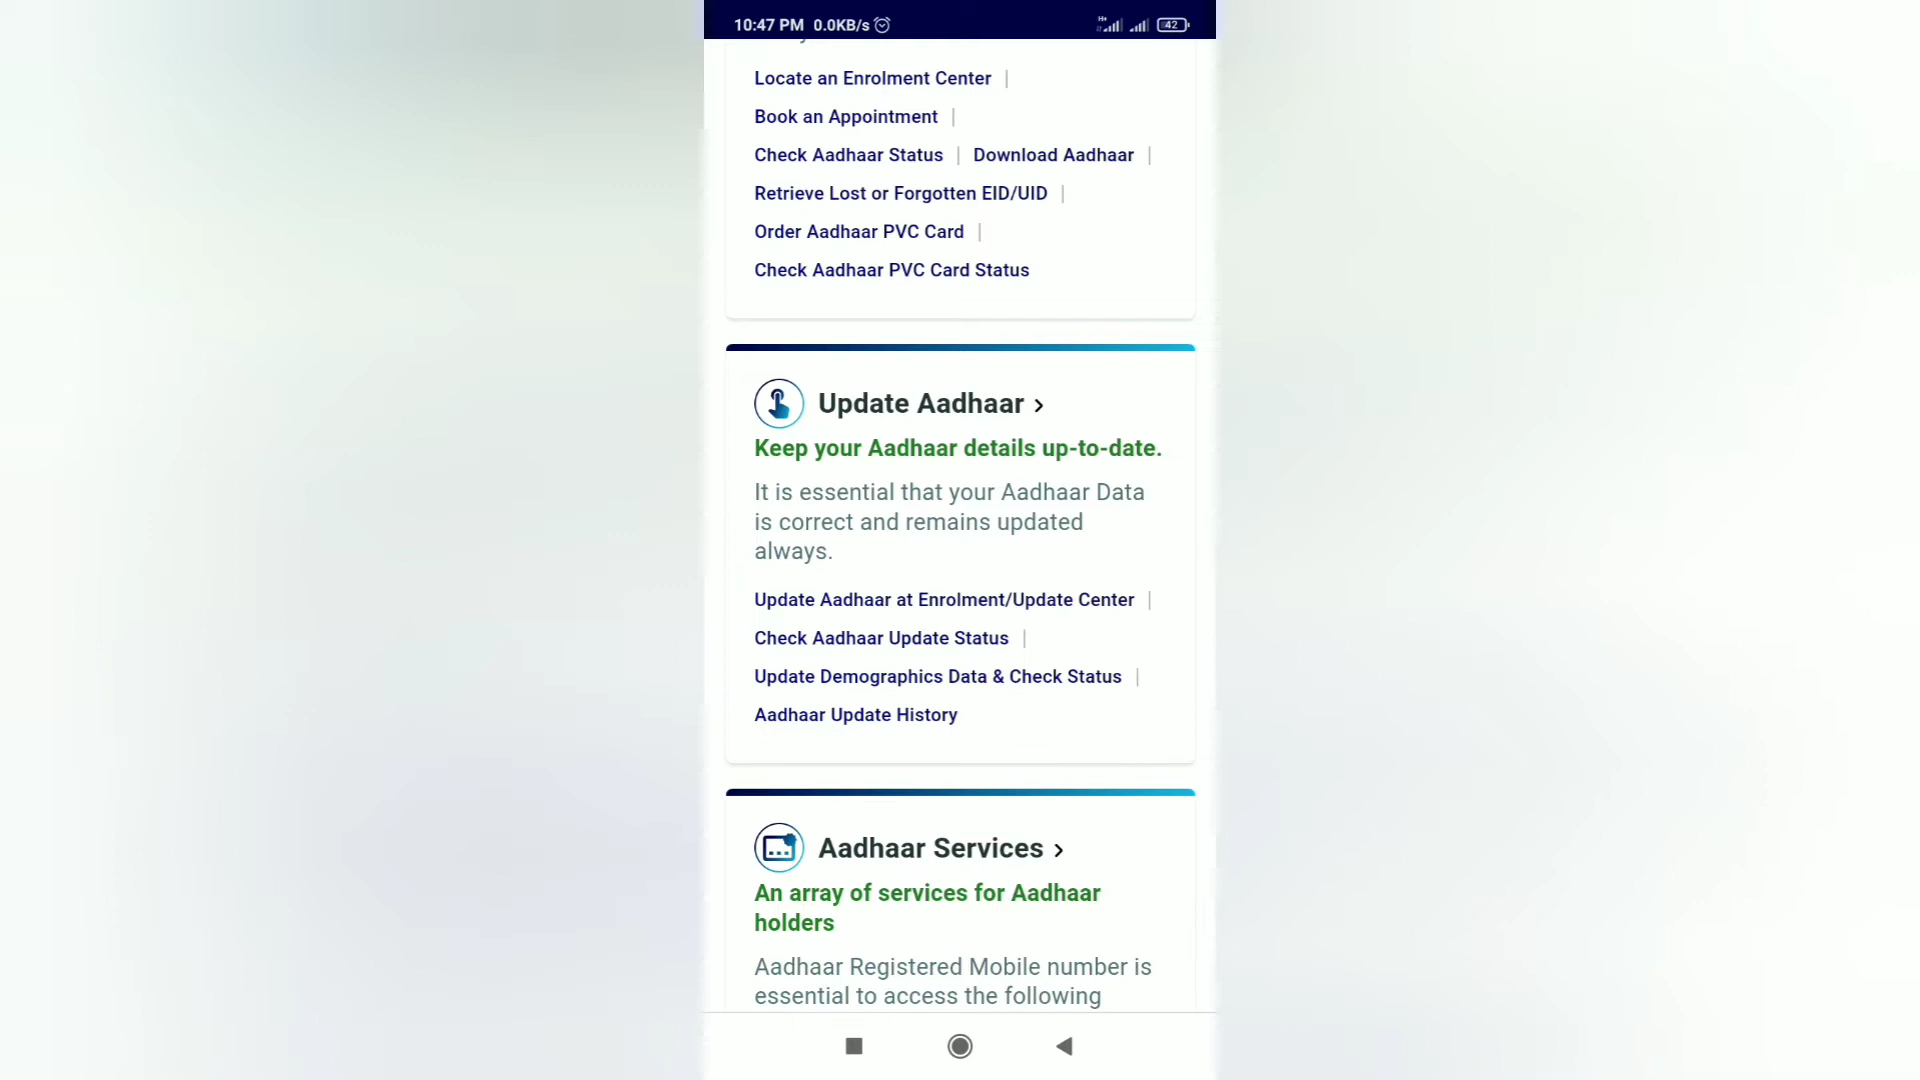 10:47 PM 0.0KB/s
H+ 42
Locate an Enrolment Center |
Book an Appointment |
Check Aadhaar Status | Download Aadhaar |
Retrieve Lost or Forgotten EID/UID |
Order Aadhaar PVC Card |
Check Aadhaar PVC Card Status
Update Aadhaar >
Keep your Aadhaar details up-to-date.
It is essential that your Aadhaar Data
is correct and remains updated
always.
Update Aadhaar at Enrolment/Update Center |
Check Aadhaar Update Status |
Update Demographics Data & Check Status |
Aadhaar Update History
Aadhaar Services >
An array of services for Aadhaar
holders
Aadhaar Registered Mobile number is
essential to access the following